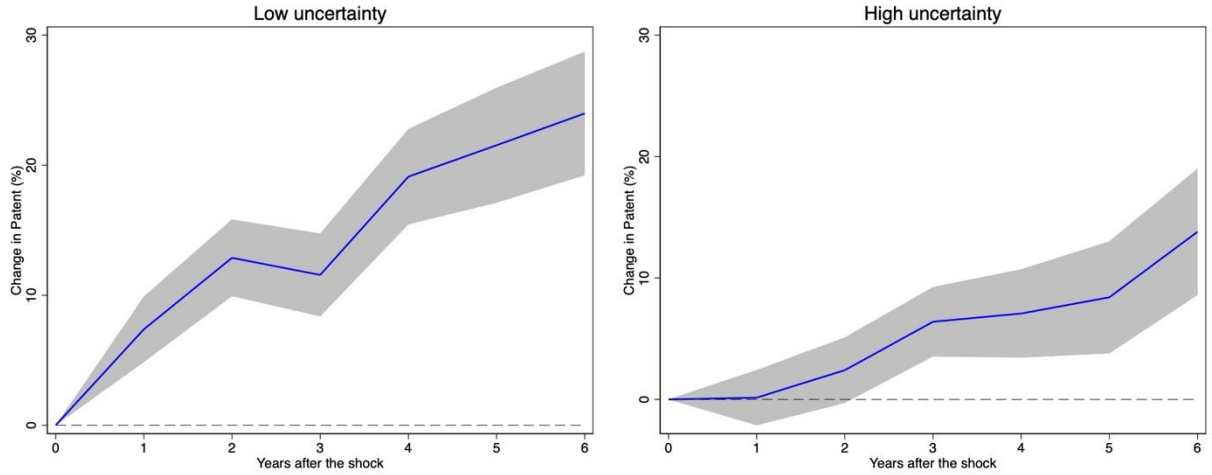 Low uncertainty
Change in Patent (%)
30
20
10
0
0 1 2 3 4 5 6
Years after the shock
High uncertainty
Change in Patent (%)
30
20
10
0
0 1 2 3 4 5 6
Years after the shock